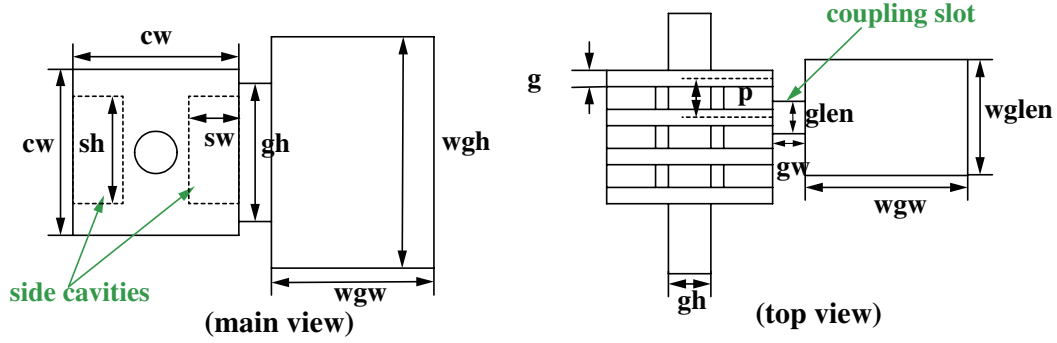 cw
cw
sh
sw
gh
wgh
side cavities
wgw
(main view)
coupling slot
g
p
glen
wglen
gw
wgw
gh
(top view)